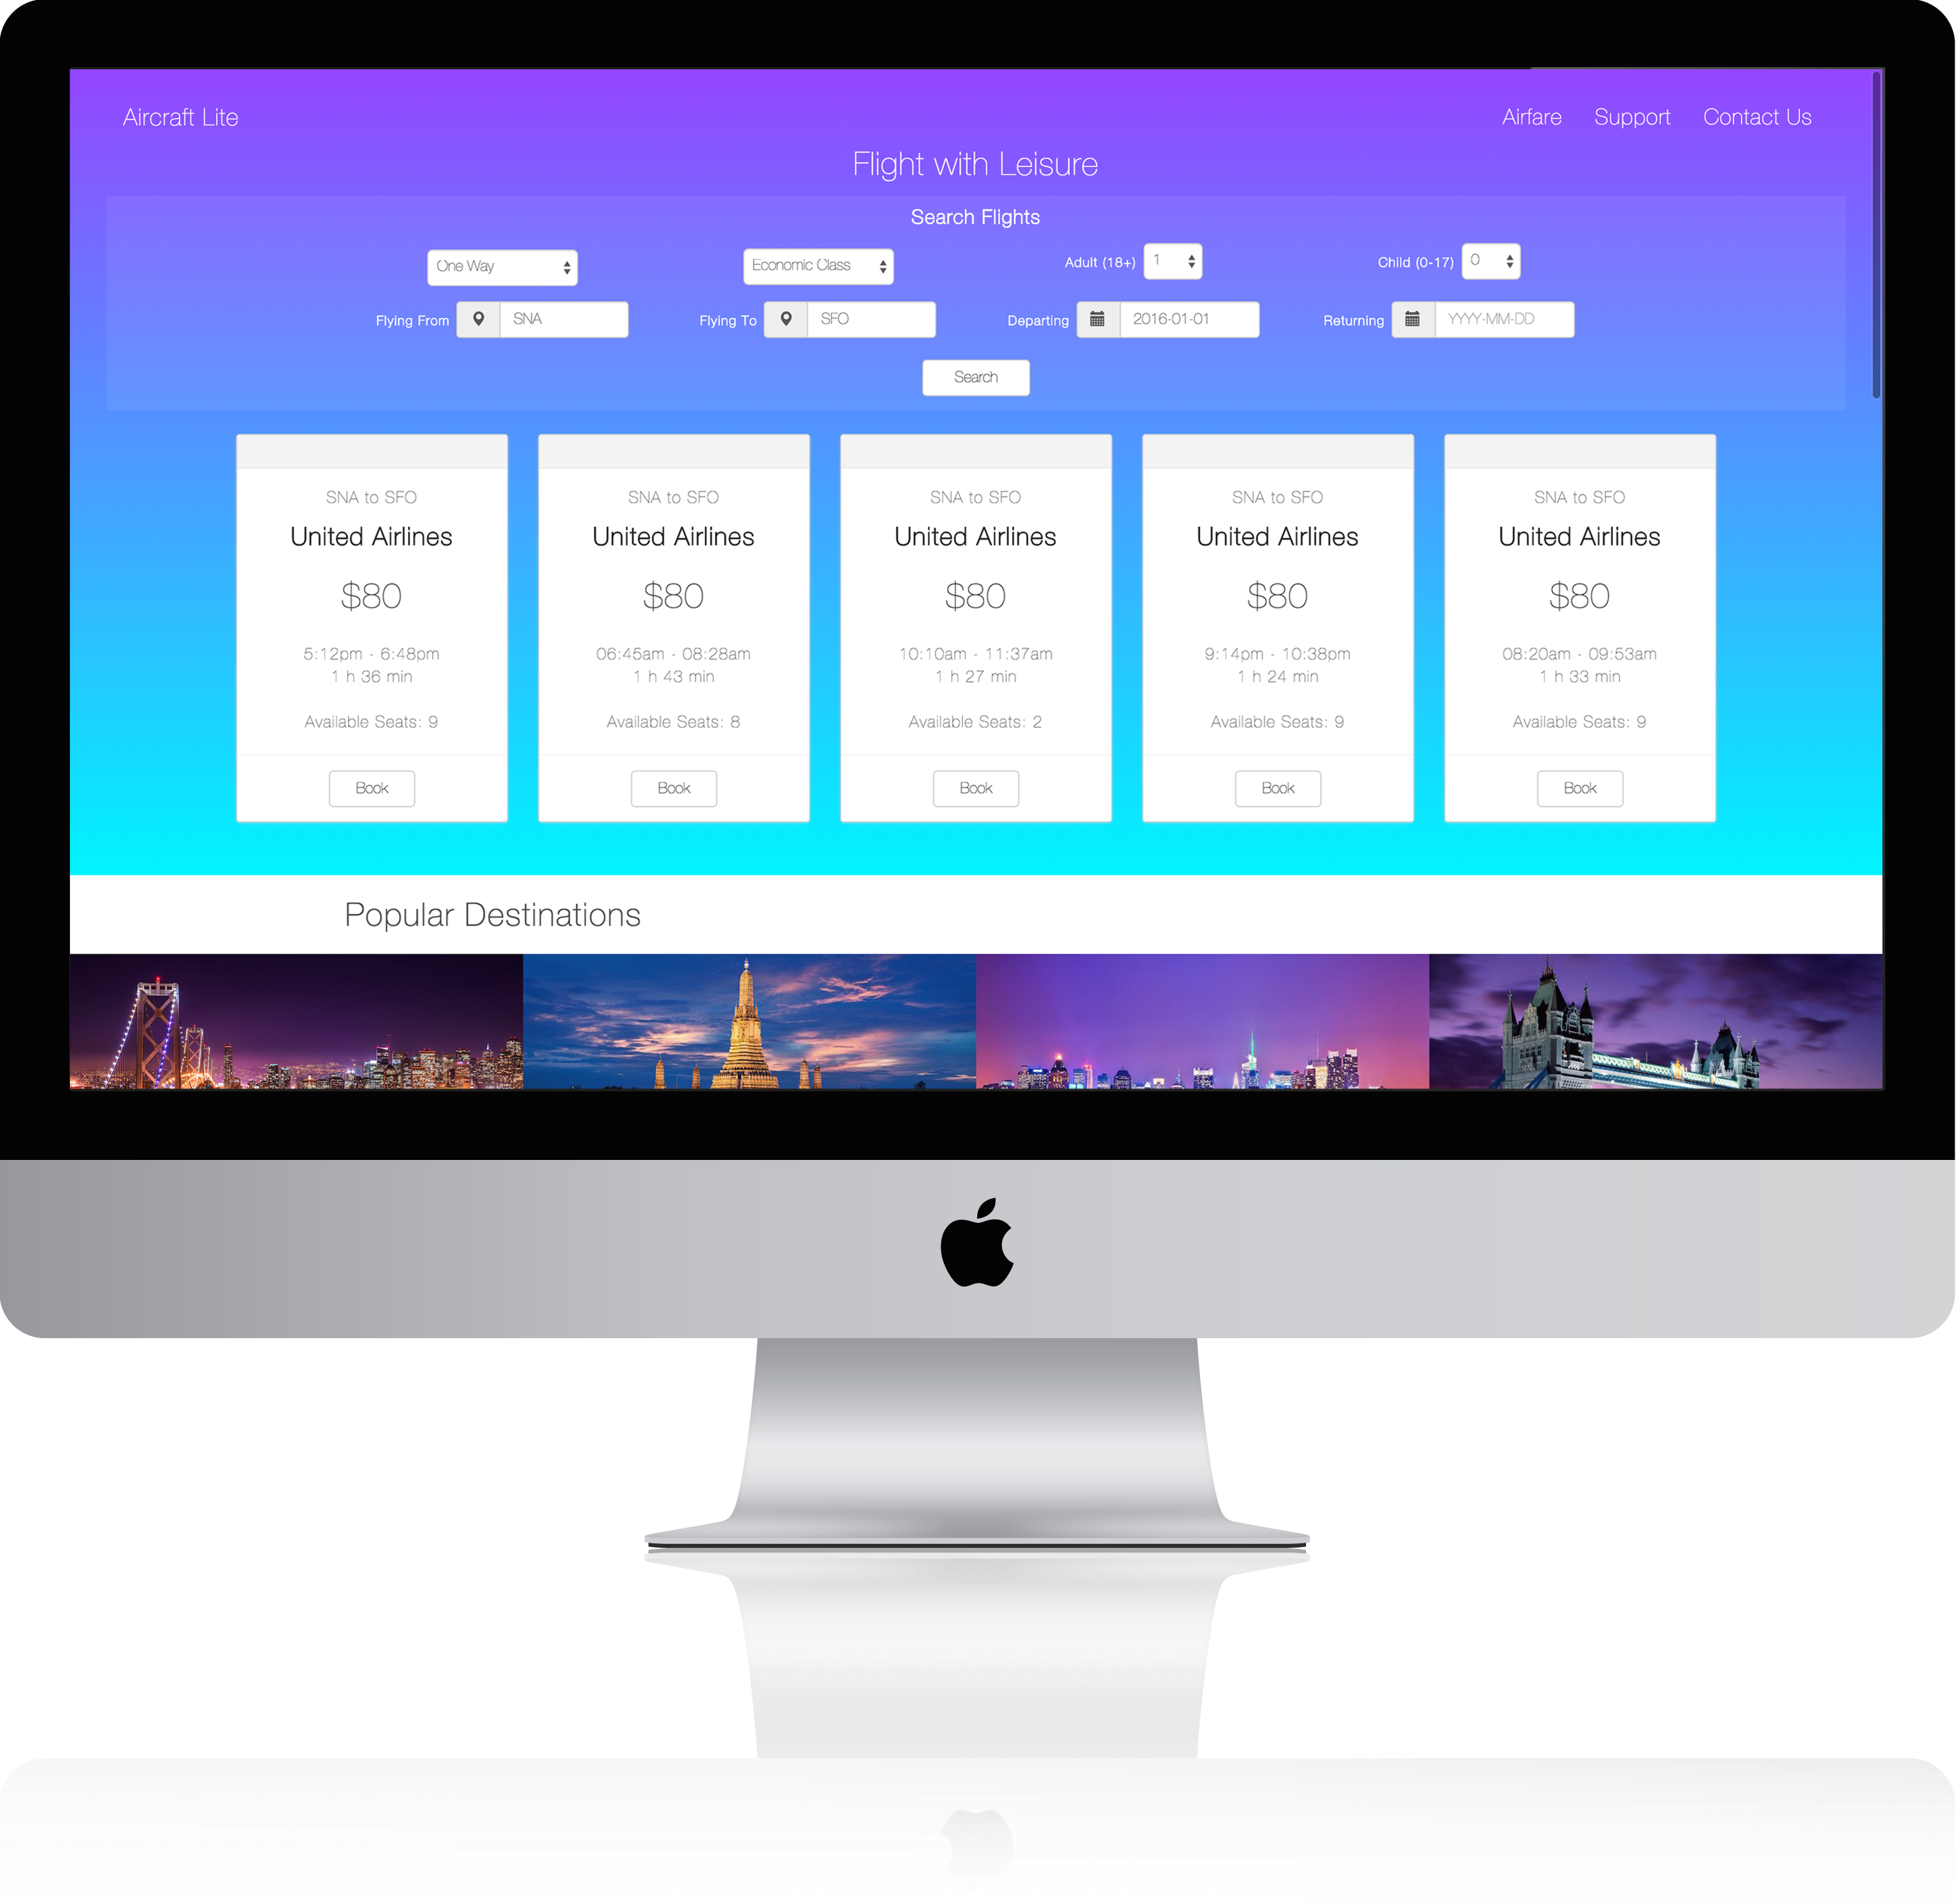 Aircraft Lite
Airfare Support Contact Us
Flight with Leisure
Search Flights
One Way Economic Class Adult (18+) 1 Child (0-17) 0
Flying From SNA Flying To SFO Departing 2016-01-01 Returning YYYY-MM-DD
Search
SNA to SFO
United Airlines
$80
5:12pm - 6:48pm
1 h 36 min
Available Seats: 9
Book
SNA to SFO
United Airlines
$80
06:45am - 08:28am
1 h 43 min
Available Seats: 8
Book
SNA to SFO
United Airlines
$80
10:10am - 11:37am
1 h 27 min
Available Seats: 2
Book
SNA to SFO
United Airlines
$80
9:14pm - 10:38pm
1 h 24 min
Available Seats: 9
Book
SNA to SFO
United Airlines
$80
08:20am - 09:53am
1 h 33 min
Available Seats: 9
Book
Popular Destinations